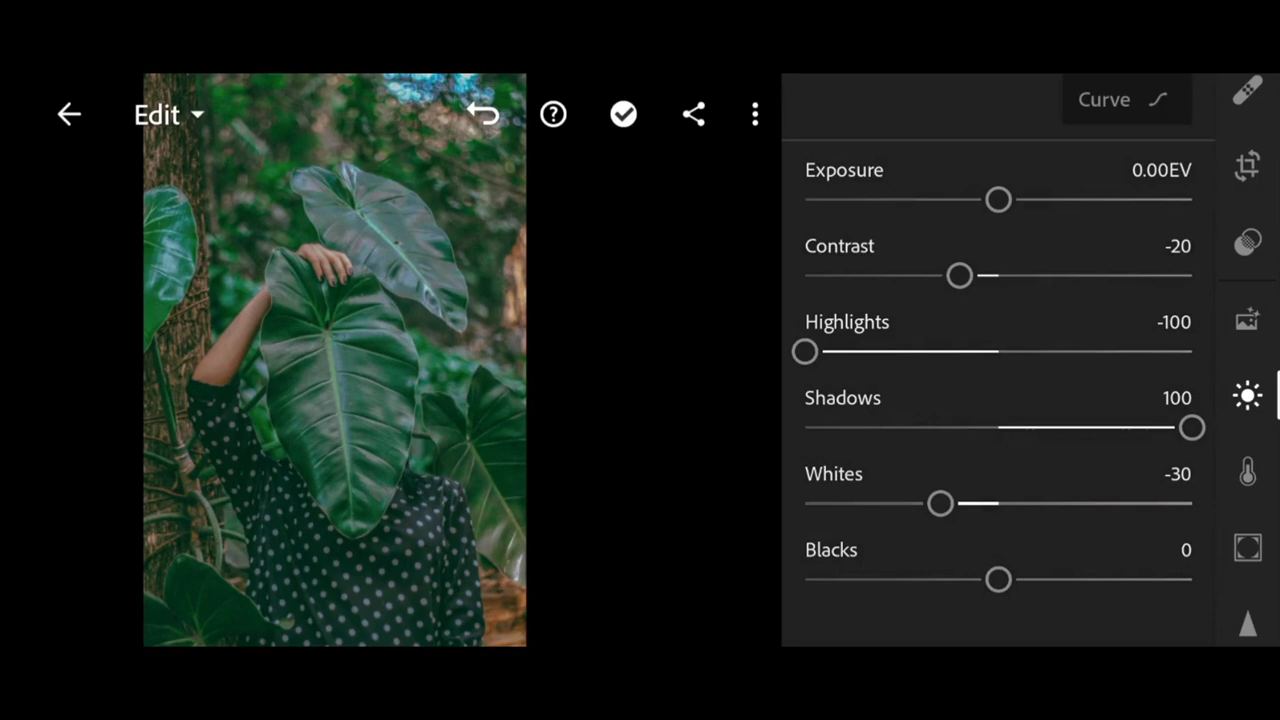 Edit
Curve
Exposure 0.00EV
Contrast -20
Highlights -100
Shadows 100
Whites -30
Blacks 0